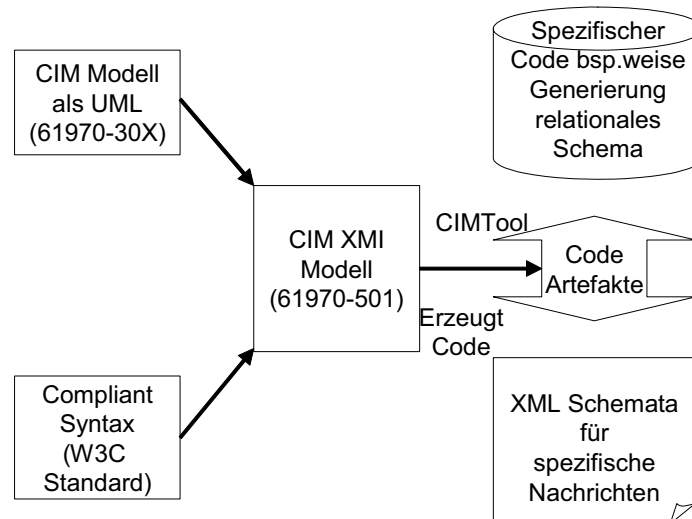 CIM Modell
als UML
(61970-30X)
Compliant
Syntax
(W3C
Standard)
CIM XMI
Modell
(61970-501)
CIMTool
Erzeugt
Code
Spezifischer
Code bsp.weise
Generierung
relationales
Schema
Code
Artefakte
XML Schemata
für
spezifische
Nachrichten